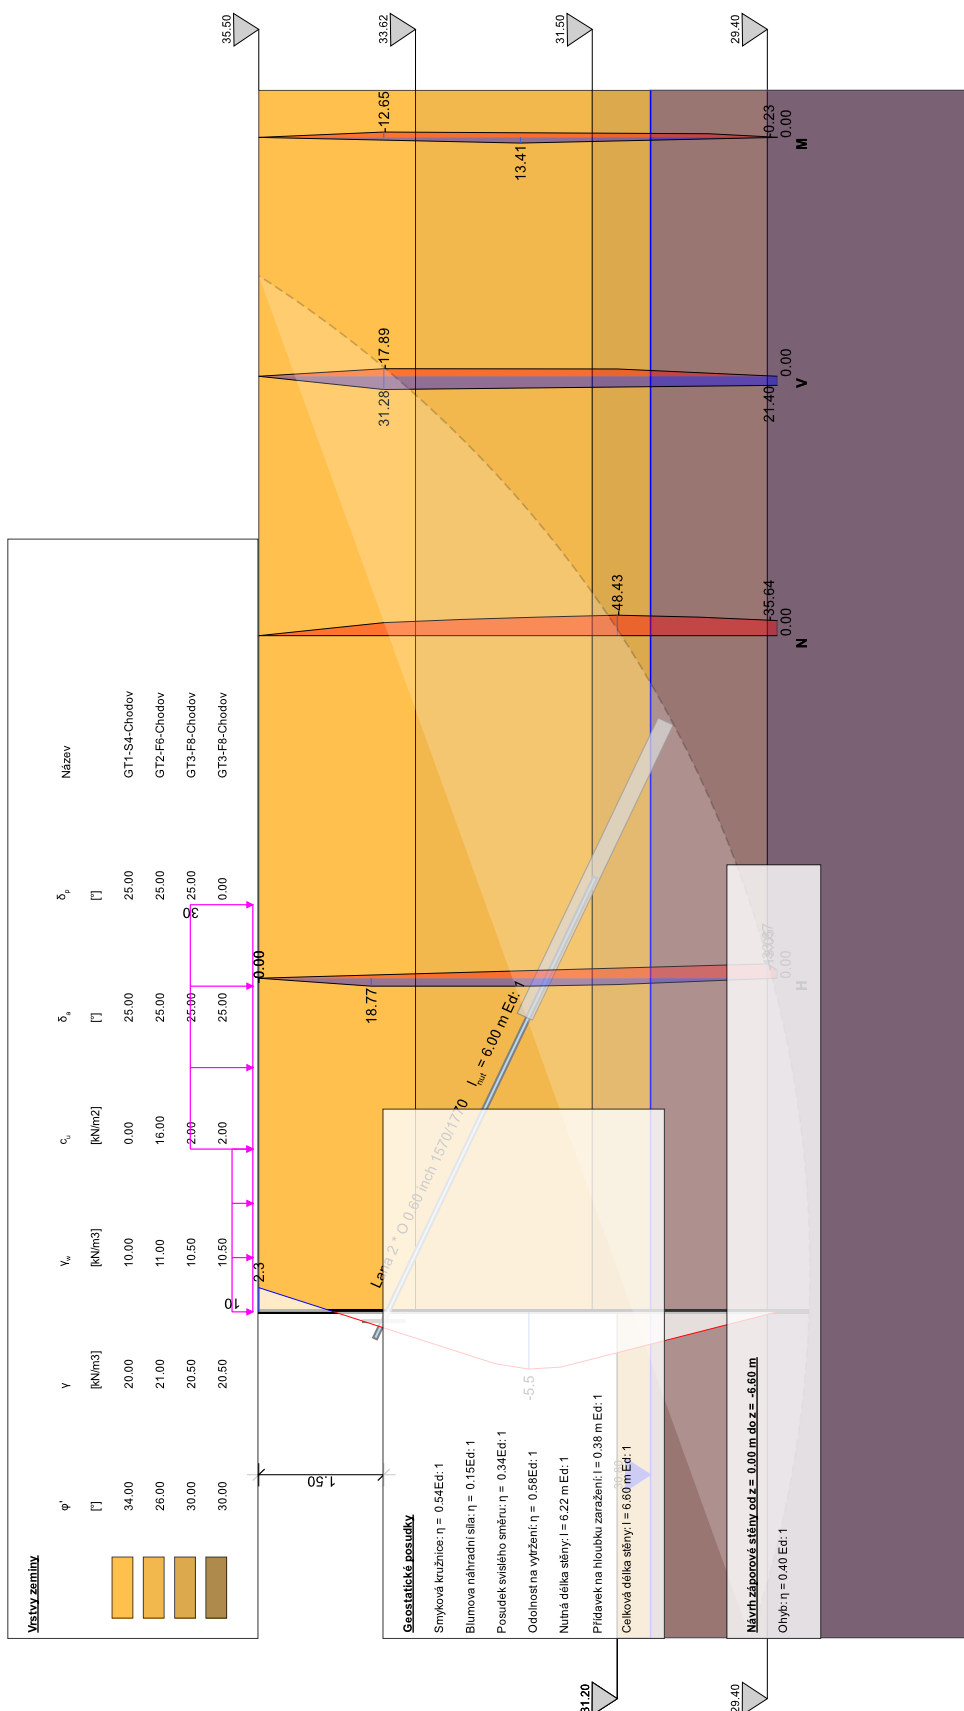 Vrstvy zeminy
φ' γ γw cu δa δp Název
[°] [kN/m3] [kN/m3] [kN/m2] [°] [°]
34.00 20.00 10.00 0.00 25.00 25.00 GT1-S4-Chodov
26.00 21.00 11.00 16.00 25.00 25.00 GT2-F6-Chodov
30.00 20.50 10.50 2.00 25.00 25.00 GT3-F8-Chodov
30.00 20.50 10.50 2.00 25.00 0.00 GT3-F8-Chodov
10
30
35.50
33.62
31.50
29.40
2.3
0.00
1.50
18.77
-5.5
Lana 2 * O 0.60 inch 1570/1770 lnut = 6.00 m Ed: 1
-48.43
-35.64
0.00
N
-17.89
31.28
21.40
0.00
V
-12.65
13.41
-0.23
0.00
M
0.00
H
Geostatické posudky
Smyková kružnice: η = 0.54Ed: 1
Blumova náhradní síla: η = 0.15Ed: 1
Posudek svislého směru: η = 0.34Ed: 1
Odolnost na vytržení: η = 0.58Ed: 1
Nutná délka stěny: l = 6.22 m Ed: 1
Přídavek na hloubku zaražení: l = 0.38 m Ed: 1
Celková délka stěny: l = 6.60 m Ed: 1
Návrh záporové stěny od z = 0.00 m do z = -6.60 m
Ohyb: η = 0.40 Ed: 1
31.20
29.40